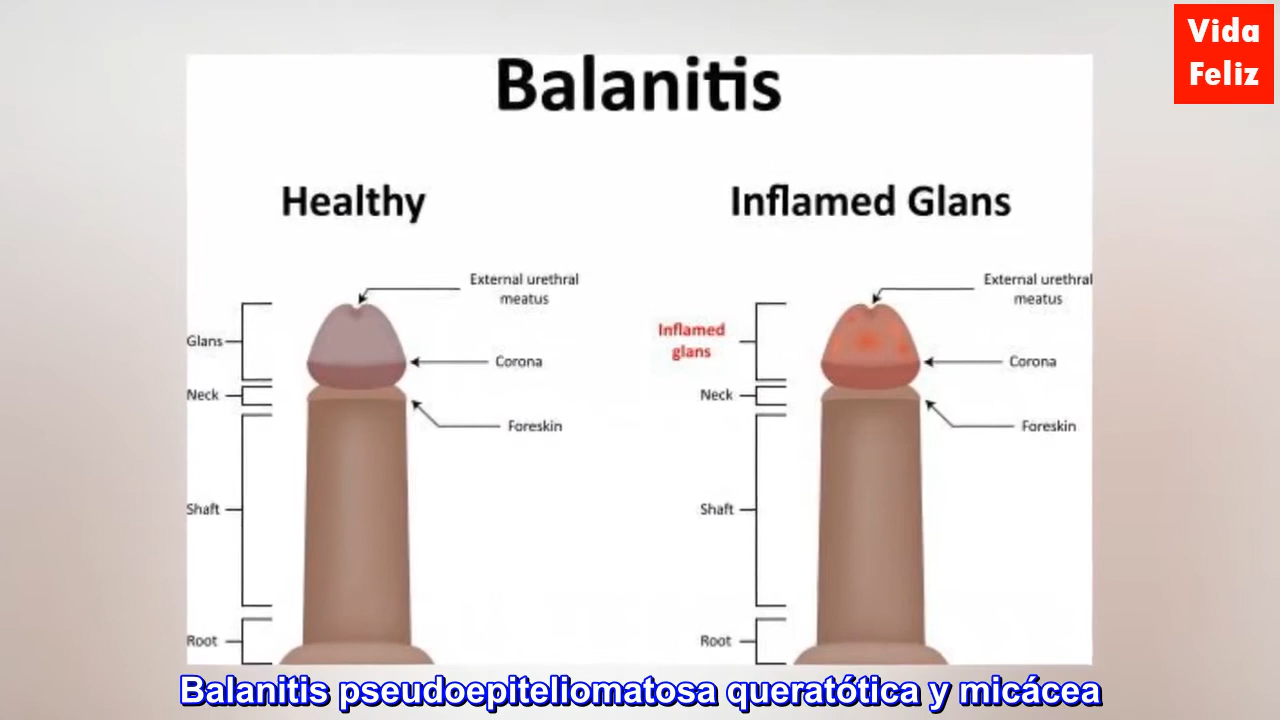 Vida
Feliz
Balanitis
Healthy
Inflamed Glans
External urethral
meatus
Glans
Corona
Neck
Foreskin
Shaft
Root
External urethral
meatus
Inflamed
glans
Corona
Neck
Foreskin
Shaft
Root
Balanitis pseudoepiteliomatosa queratótica y micácea